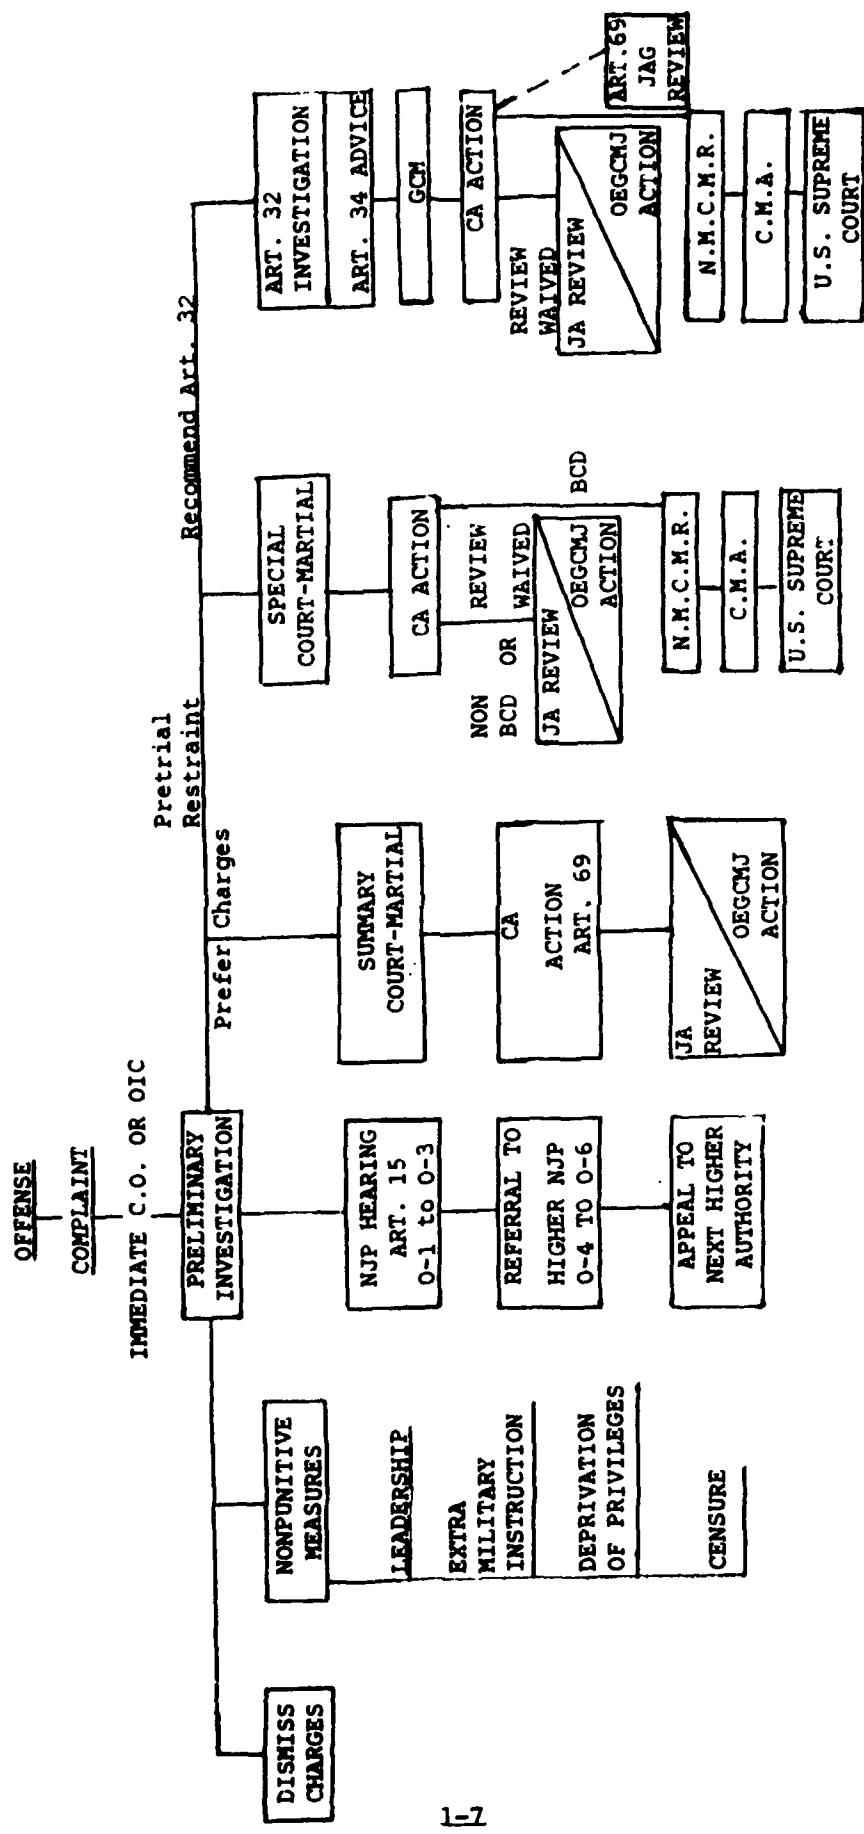 OFFENSE
COMPLAINT
IMMEDIATE C.O. OR OIC
PRELIMINARY
INVESTIGATION
Pretrial
Restraint
Prefer Charges
Recommend Art. 32
DISMISS
CHARGES
NONPUNITIVE
MEASURES
LEADERSHIP
EXTRA
MILITARY
INSTRUCTION
DEPRIVATION
OF PRIVILEGES
CENSURE
NJP HEARING
ART. 15
O-1 to O-3
REFERRAL TO
HIGHER NJP
O-4 TO O-6
APPEAL TO
NEXT HIGHER
AUTHORITY
SUMMARY
COURT-MARTIAL
CA
ACTION
ART. 69
JA
REVIEW
OEGCMJ
ACTION
SPECIAL
COURT-MARTIAL
CA ACTION
NON REVIEW
BCD OR WAIVED
BCD
JA REVIEW
OEGCMJ
ACTION
N.M.C.M.R.
C.M.A.
U.S. SUPREME
COURT
ART. 32
INVESTIGATION
ART. 34 ADVICE
GCM
CA ACTION
ART.69
JAG
REVIEW
REVIEW
WAIVED
JA REVIEW
OEGCMJ
ACTION
N.M.C.M.R.
C.M.A.
U.S. SUPREME
COURT
1-7